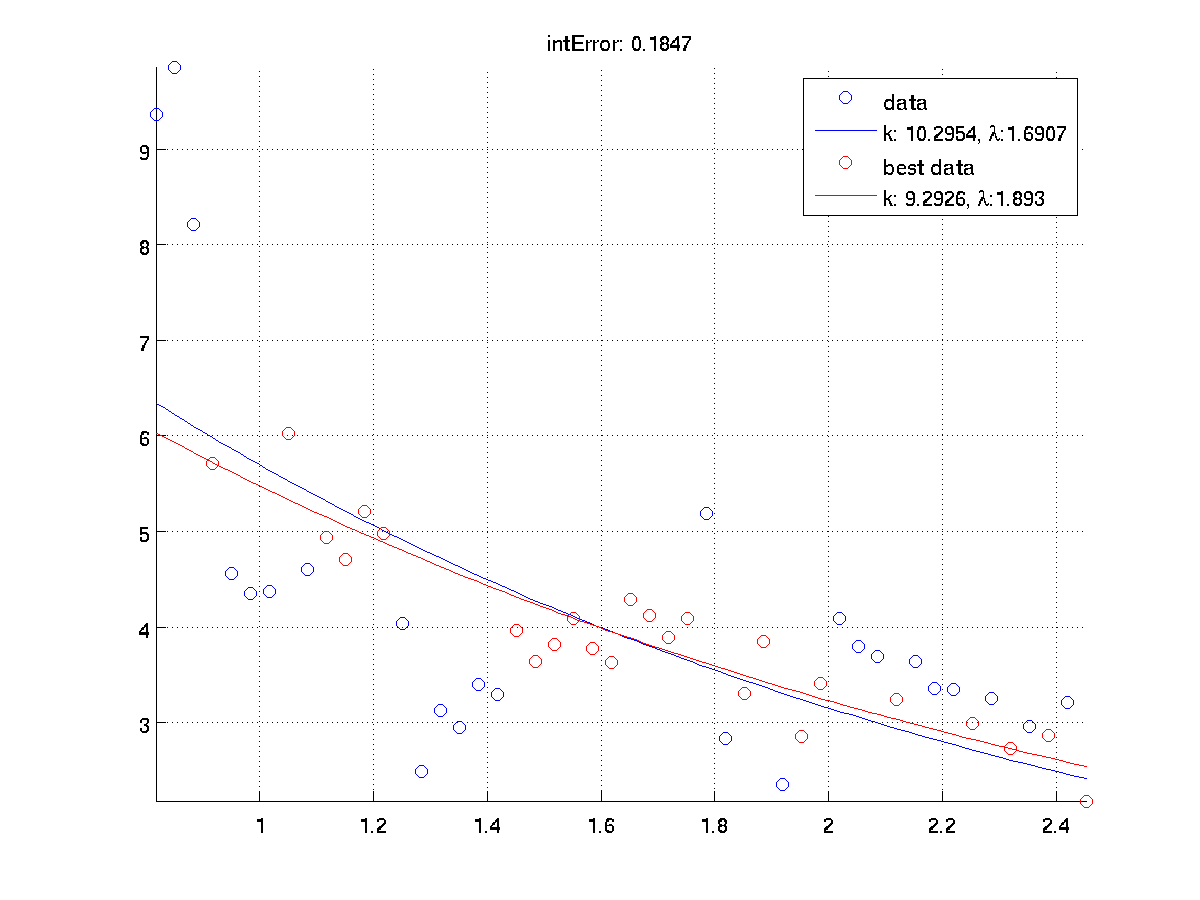 intError: 0.1847
data
k: 10.2954, λ:1.6907
best data
k: 9.2926, λ:1.893
9
8
7
6
5
4
3
1 1.2 1.4 1.6 1.8 2 2.2 2.4